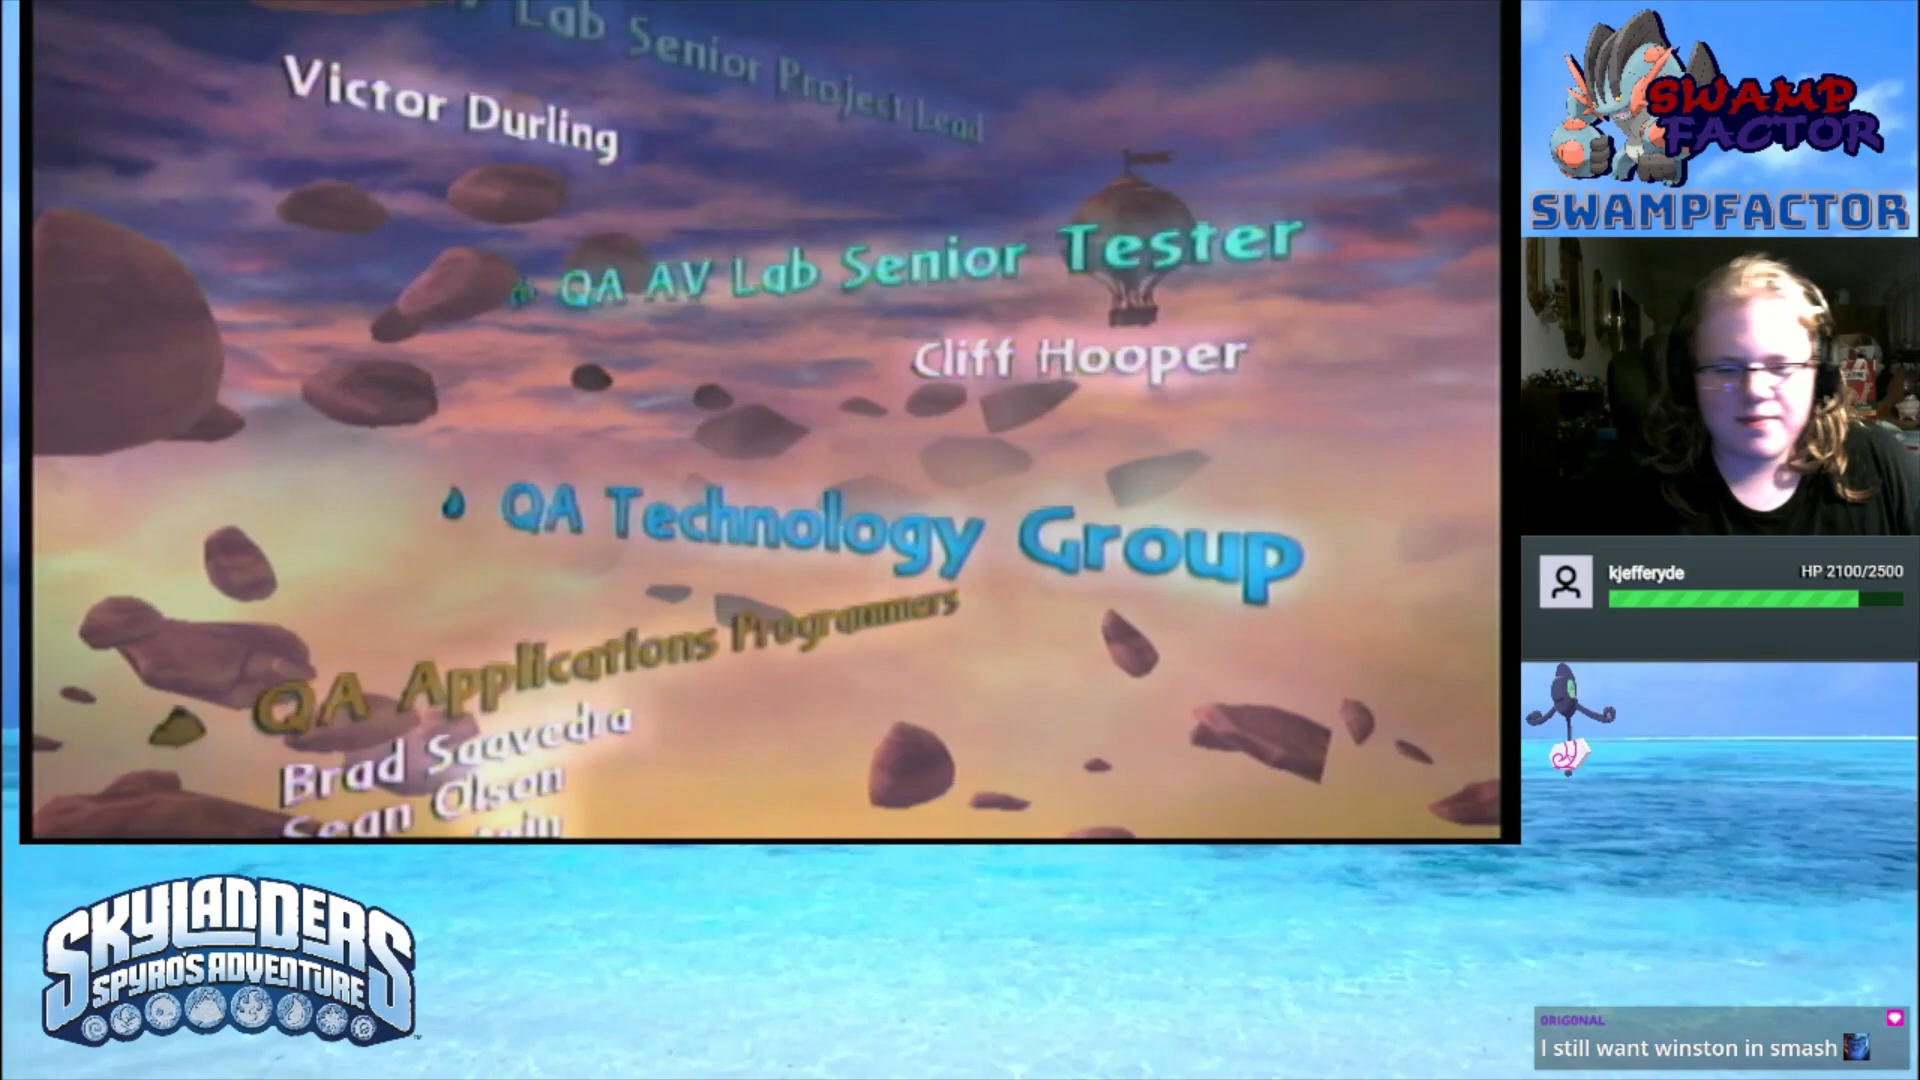 Lab Senior Project Lead
Victor Durling
QA AV Lab Senior Tester
Cliff Hooper
QA Technology Group
QA Applications Programmers
Brad Saavedra
Sean Olson
SWAMP
FACTOR
SWAMPFACTOR
kjefferyde
HP 2100/2500
SKYLANDERS
SPYRO'S ADVENTURE
0RIG0NAL
I still want winston in smash